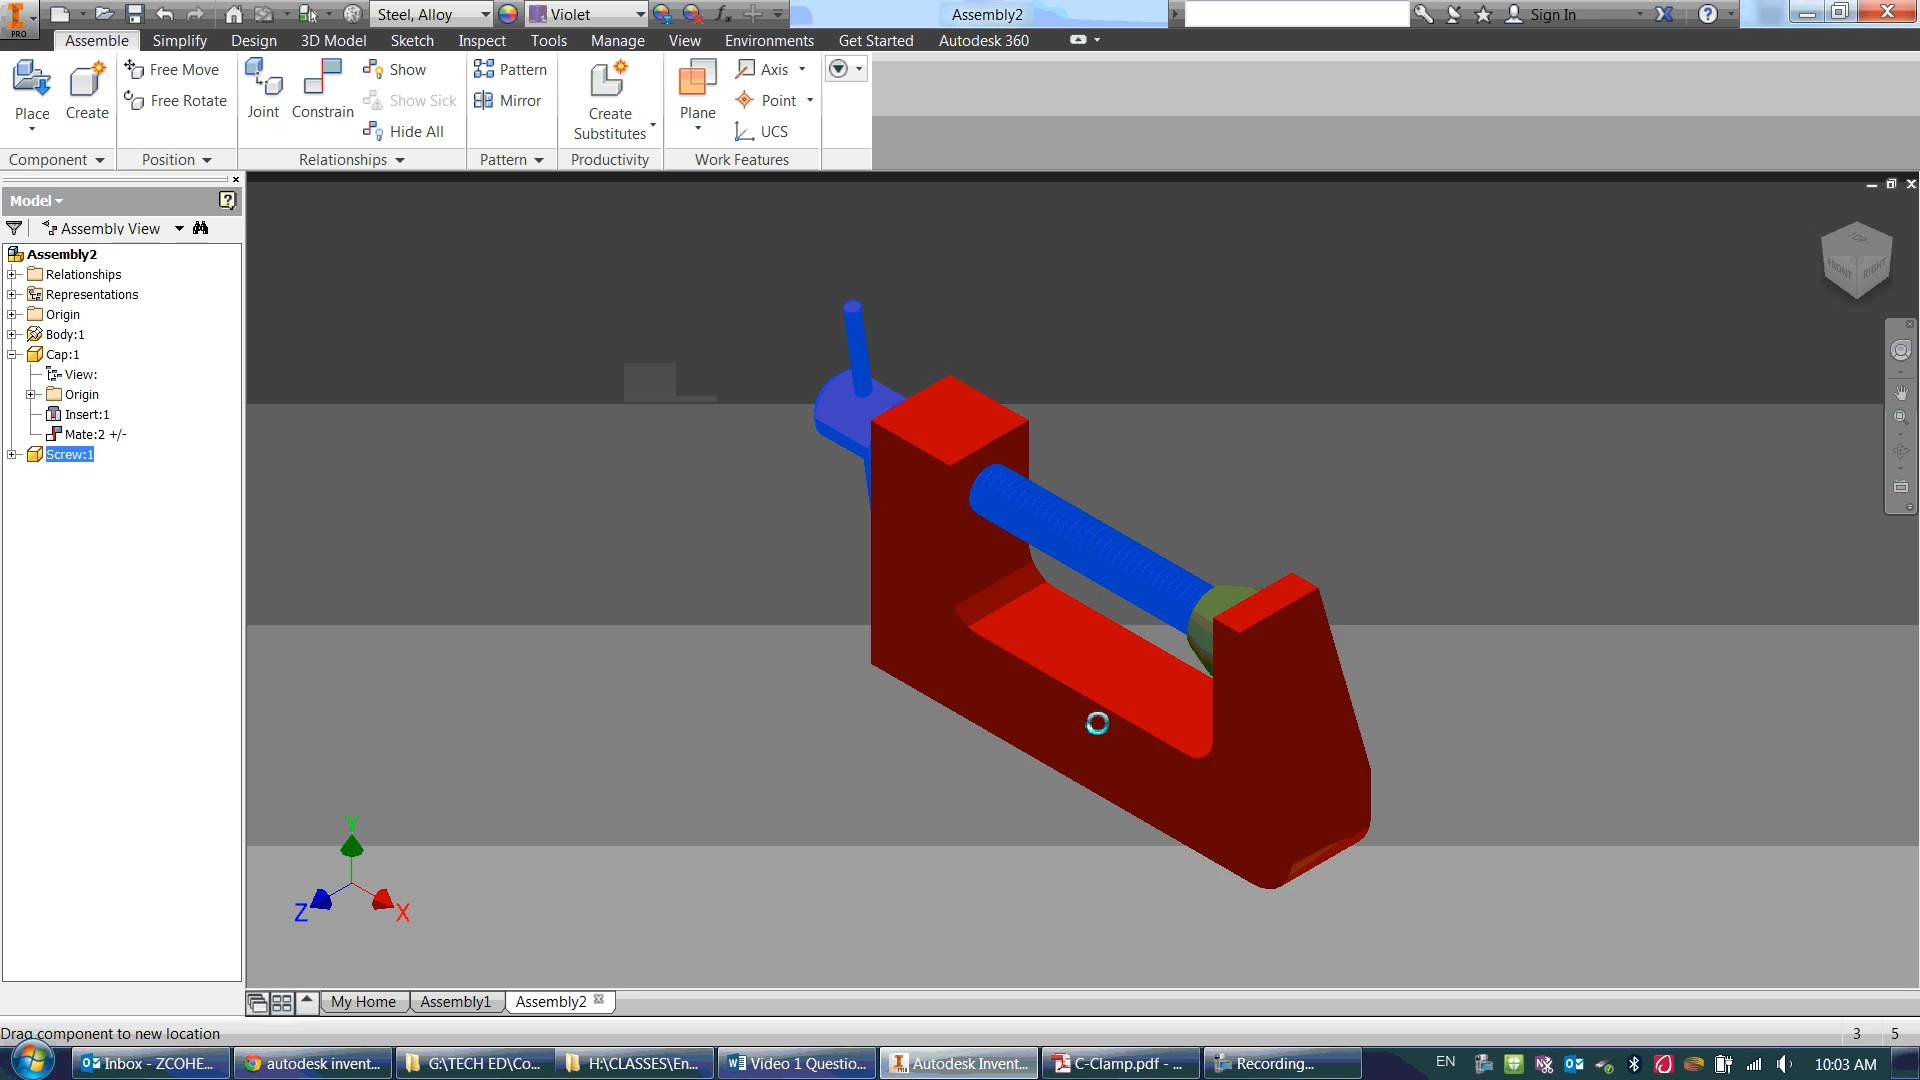 PRO
Steel, Alloy
Violet
Assembly2
Sign In
Assemble Simplify Design 3D Model Sketch Inspect Tools Manage View Environments Get Started Autodesk 360
Place
Create
Free Move
Free Rotate
Joint
Constrain
Show
Show Sick
Hide All
Pattern
Mirror
Create
Substitutes
Plane
Axis
Point
UCS
Component Position Relationships Pattern Productivity Work Features
Model
Assembly View
Assembly2
Relationships
Representations
Origin
Body:1
Cap:1
View:
Origin
Insert:1
Mate:2 +/-
Screw:1
TOP
FRONT RIGHT
Y
Z
X
My Home Assembly1 Assembly2
Drag component to new location
3 5
Inbox - ZCOHE... autodesk invent... G:\TECH ED\Co... H:\CLASSES\En... Video 1 Questio... Autodesk Invent... C-Clamp.pdf - ... Recording... EN 10:03 AM